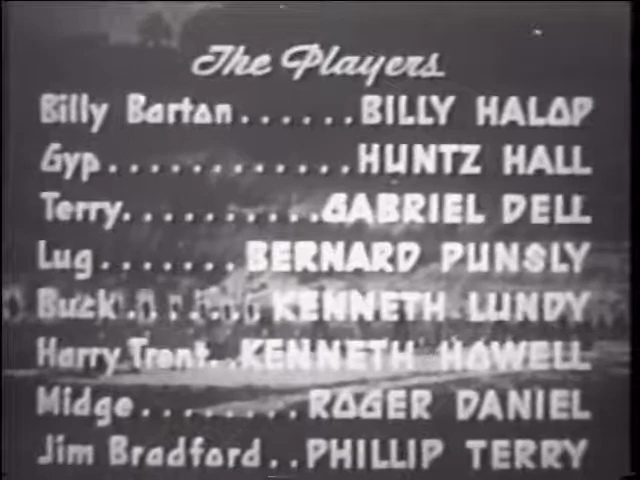 The Players
Billy Barton......BILLY HALOP
Gyp............HUNTZ HALL
Terry..........GABRIEL DELL
Lug.......BERNARD PUNSLY
Buck.......KENNETH LUNDY
Harry Trent..KENNETH HOWELL
Midge........ROGER DANIEL
Jim Bradford..PHILLIP TERRY